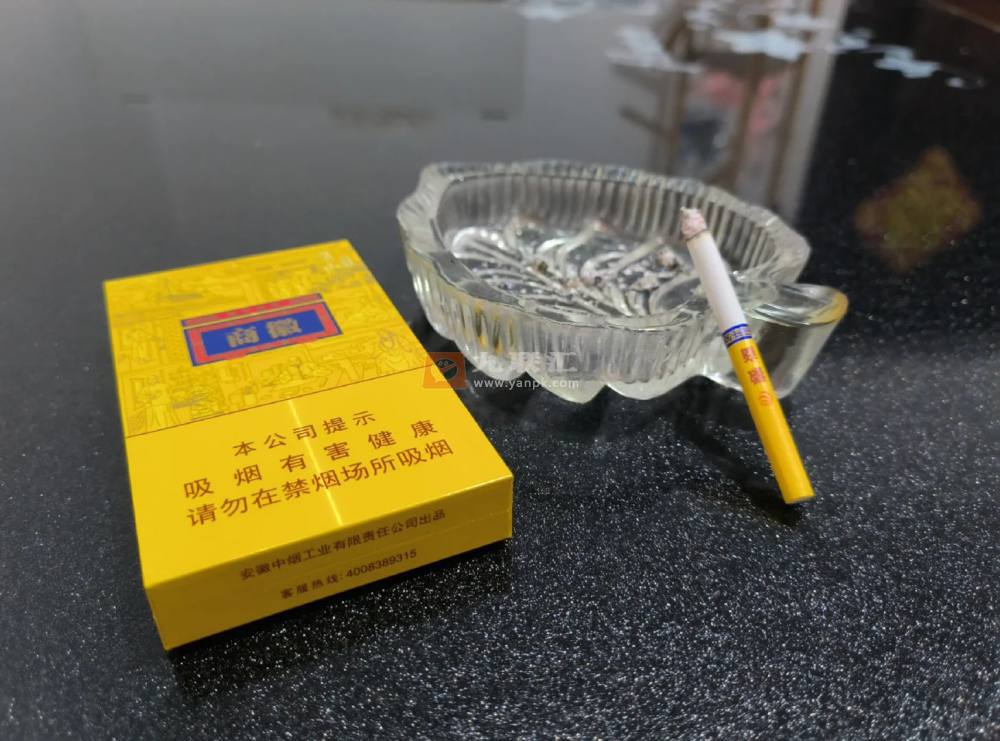 徽商
本公司提示
吸烟有害健康
请勿在禁烟场所吸烟
安徽中烟工业有限责任公司出品
客服热线:4008389315
www.yanpk.com